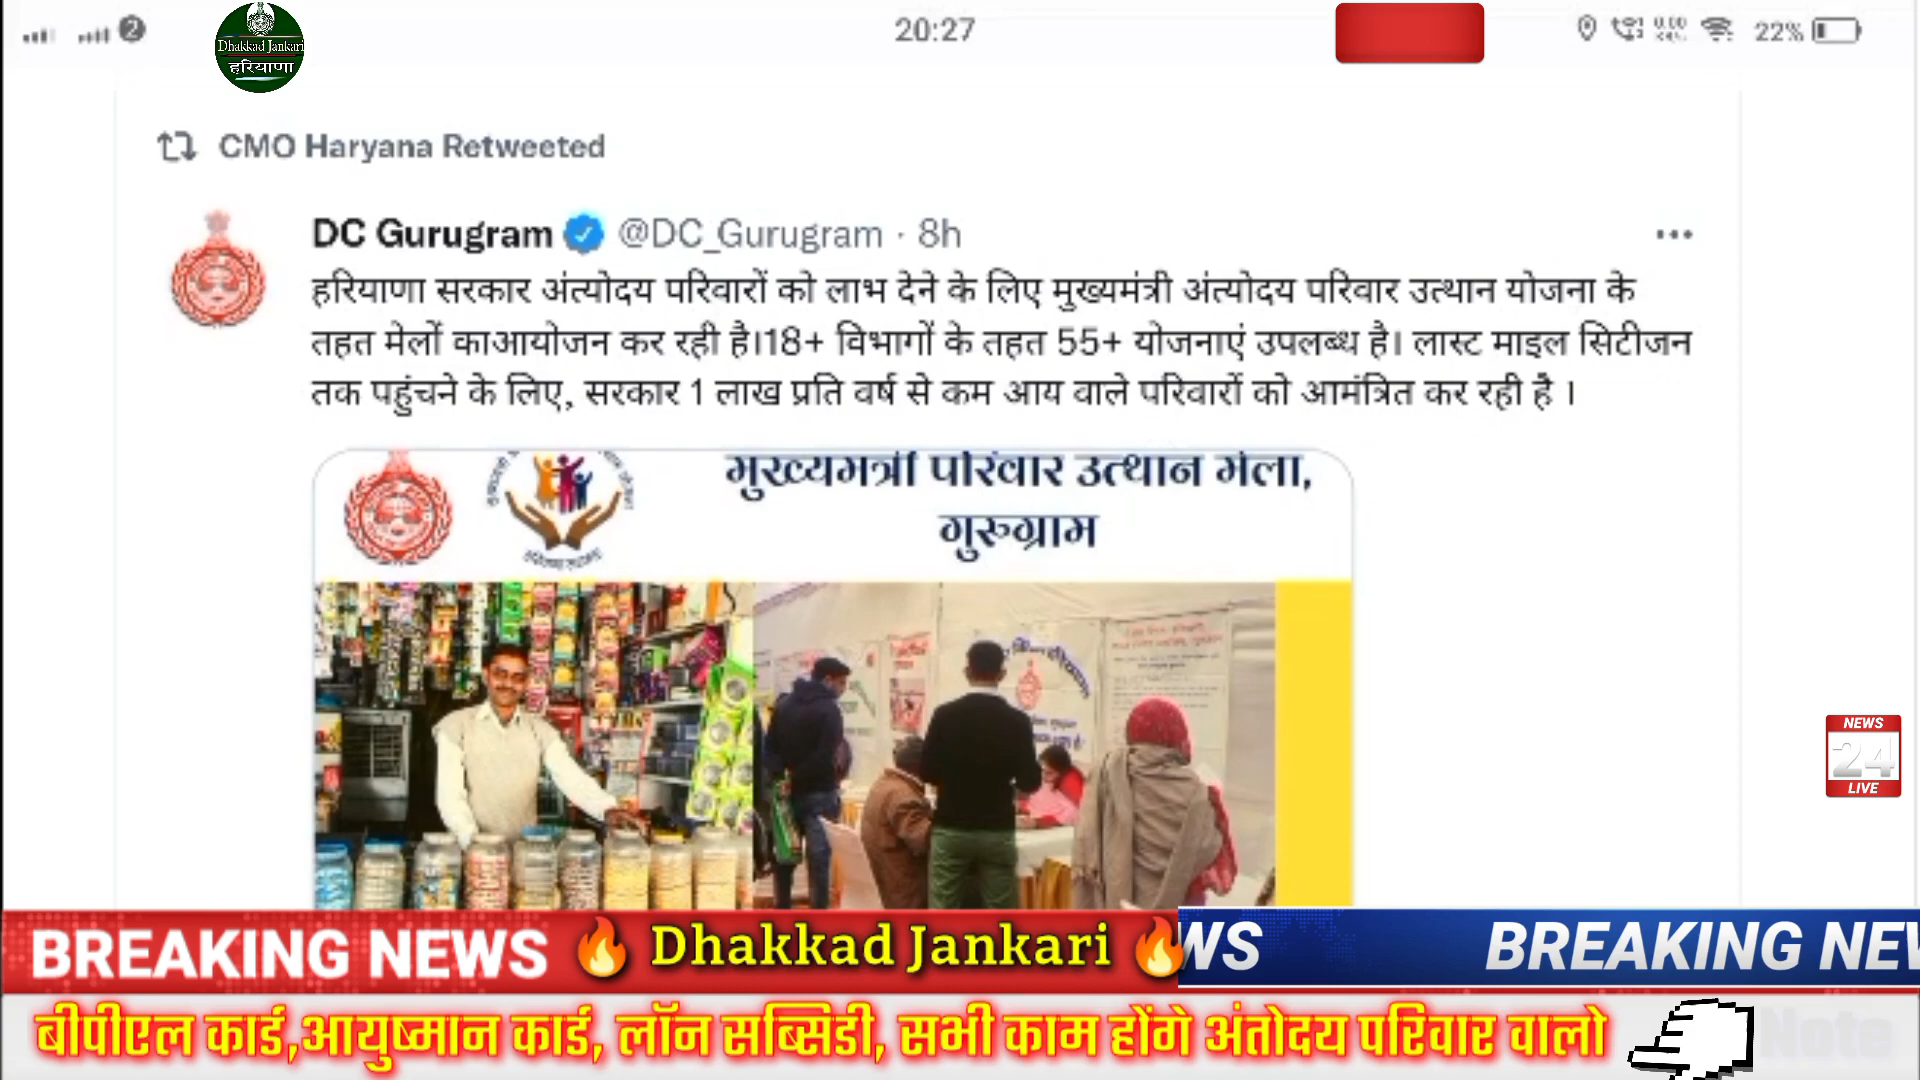 20:27
22%
Dhakkad Jankari
हरियाणा
CMO Haryana Retweeted
DC Gurugram @DC_Gurugram · 8h
हरियाणा सरकार अंत्योदय परिवारों को लाभ देने के लिए मुख्यमंत्री अंत्योदय परिवार उत्थान योजना के
तहत मेलों काआयोजन कर रही है।18+ विभागों के तहत 55+ योजनाएं उपलब्ध है। लास्ट माइल सिटीजन
तक पहुंचने के लिए, सरकार 1 लाख प्रति वर्ष से कम आय वाले परिवारों को आमंत्रित कर रही है ।
मुख्यमंत्री परिवार उत्थान मेला,
गुरुग्राम
NEWS
24
LIVE
BREAKING NEWS 🔥 Dhakkad Jankari 🔥
WS BREAKING NEW
बीपीएल कार्ड,आयुष्मान कार्ड, लॉन सब्सिडी, सभी काम होंगे अंतोदय परिवार वालो
Note